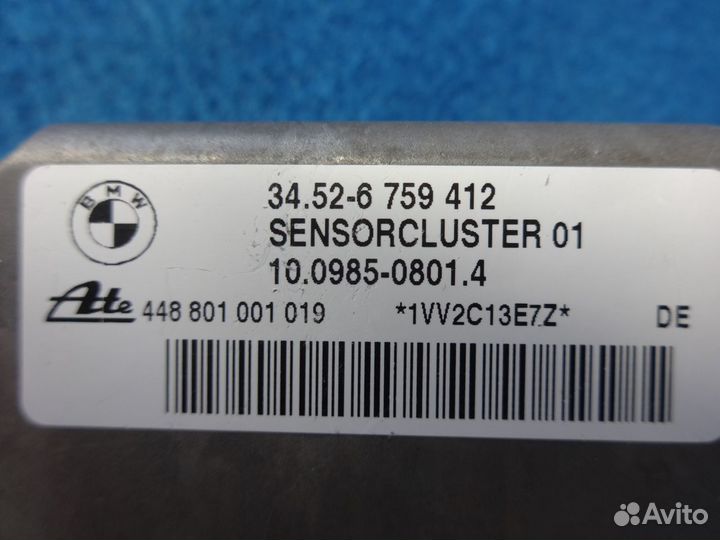 BMW
34.52-6 759 412
SENSORCLUSTER 01
10.0985-0801.4
Ate 448 801 001 019 *1VV2C13E7Z* DE
Avito